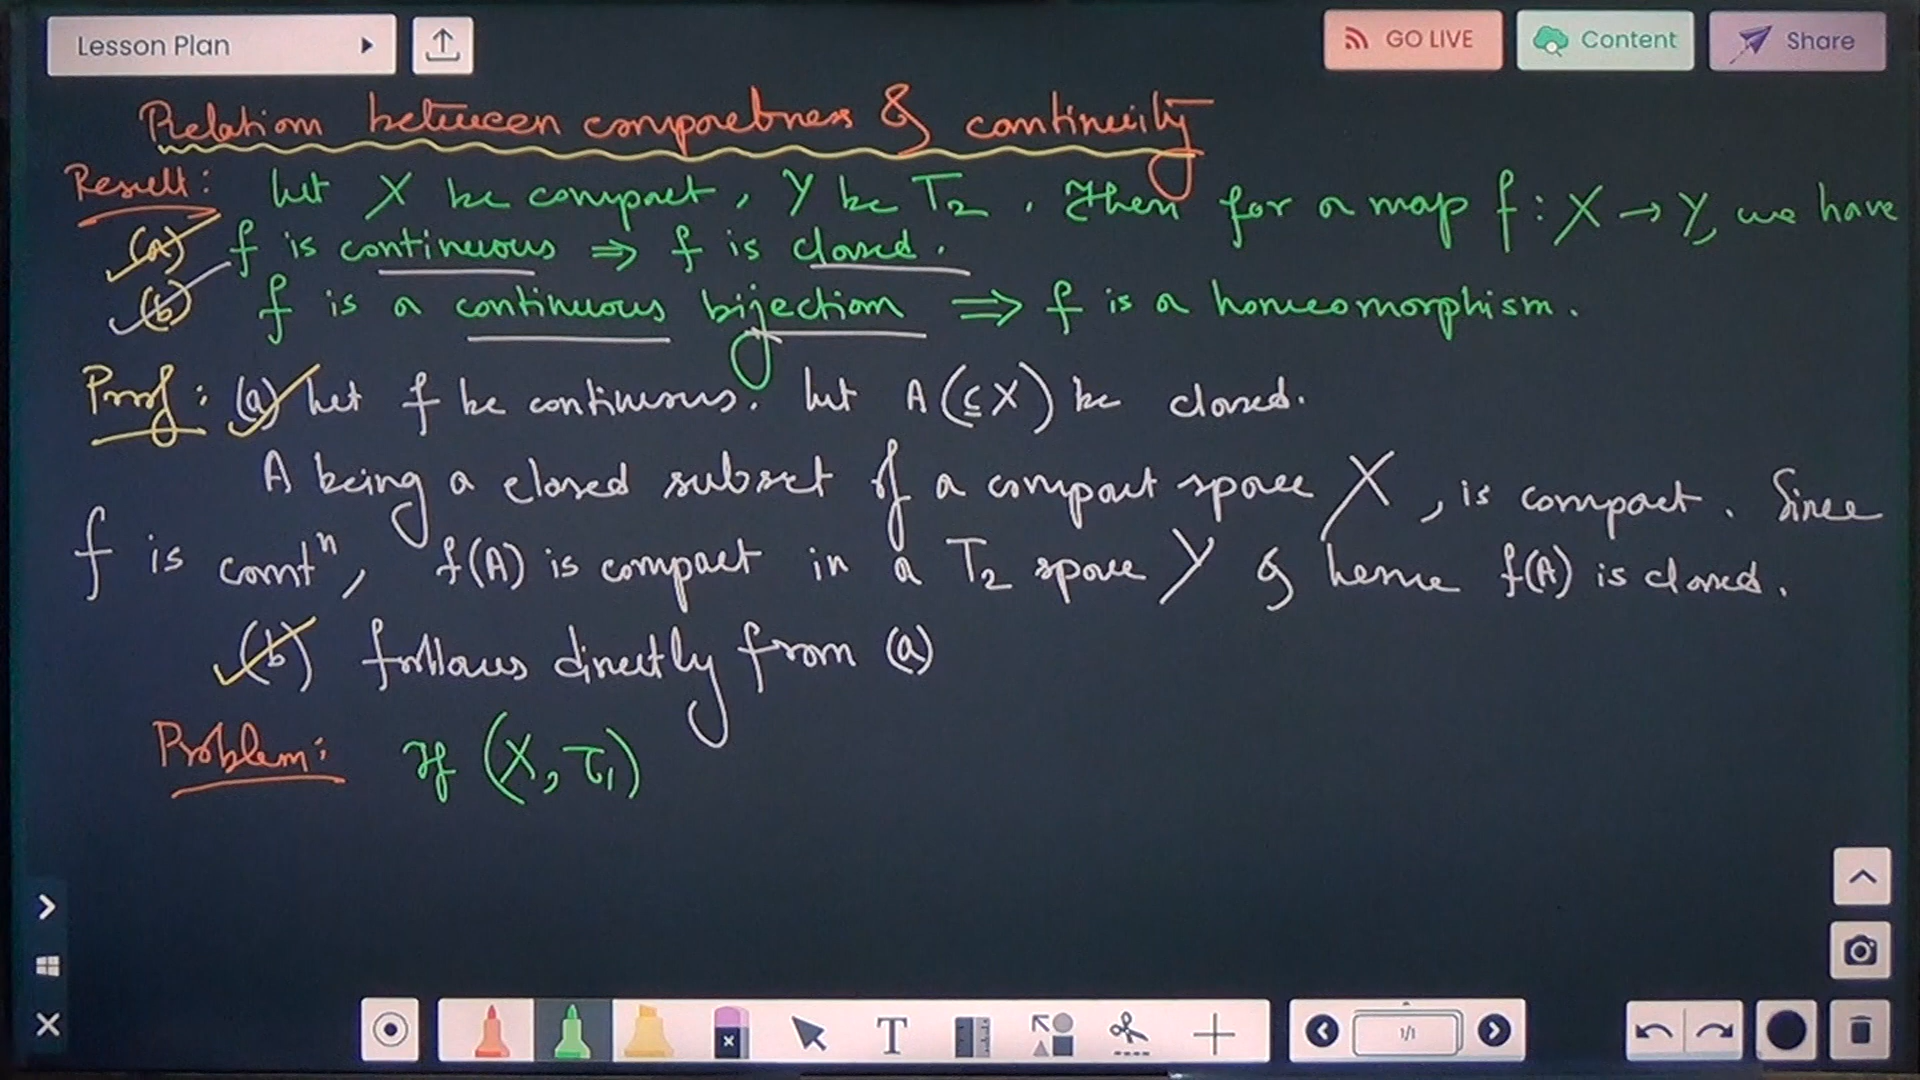 Lesson Plan
GO LIVE
Content
Share
Relation between compactness & continuity
Result: Let X be compact, Y be T₂. Then for a map f: X → Y, we have
(a) f is continuous ⇒ f is closed.
(b) f is a continuous bijection ⇒ f is a homeomorphism.
Proof: (a) Let f be continuous. Let A(⊆X) be closed.
A being a closed subset of a compact space X, is compact. Since
f is contⁿ, f(A) is compact in a T₂ space Y & hence f(A) is closed.
(b) follows directly from (a)
Problem: If (X, τ₁)
T
1/1